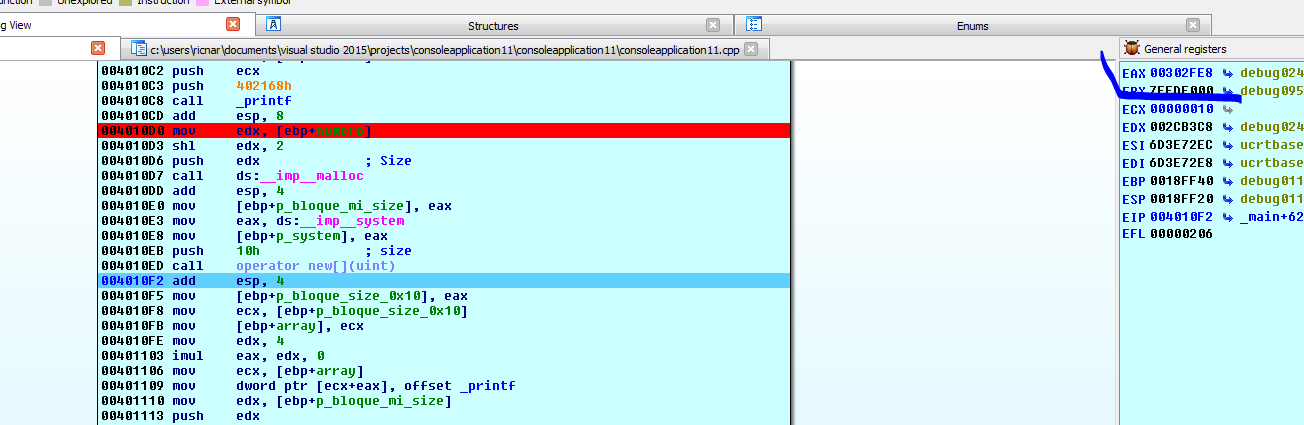 Unexplored Instruction External symbol
g View Structures Enums
c:\users\ricnar\documents\visual studio 2015\projects\consoleapplication11\consoleapplication11\consoleapplication11.cpp General registers
004010C2 push ecx
004010C3 push 402168h
004010C8 call _printf
004010CD add esp, 8
004010D0 mov edx, [ebp+numero]
004010D3 shl edx, 2
004010D6 push edx ; Size
004010D7 call ds:__imp__malloc
004010DD add esp, 4
004010E0 mov [ebp+p_bloque_mi_size], eax
004010E3 mov eax, ds:__imp__system
004010E8 mov [ebp+p_system], eax
004010EB push 10h ; size
004010ED call operator new[](uint)
004010F2 add esp, 4
004010F5 mov [ebp+p_bloque_size_0x10], eax
004010F8 mov ecx, [ebp+p_bloque_size_0x10]
004010FB mov [ebp+array], ecx
004010FE mov edx, 4
00401103 imul eax, edx, 0
00401106 mov ecx, [ebp+array]
00401109 mov dword ptr [ecx+eax], offset _printf
00401110 mov edx, [ebp+p_bloque_mi_size]
00401113 push edx
EAX 00302FE8 debug024
EBX 7EFDE000 debug095
ECX 00000010
EDX 002CB3C8 debug024
ESI 6D3E72EC ucrtbase
EDI 6D3E72E8 ucrtbase
EBP 0018FF40 debug011
ESP 0018FF20 debug011
EIP 004010F2 _main+62
EFL 00000206